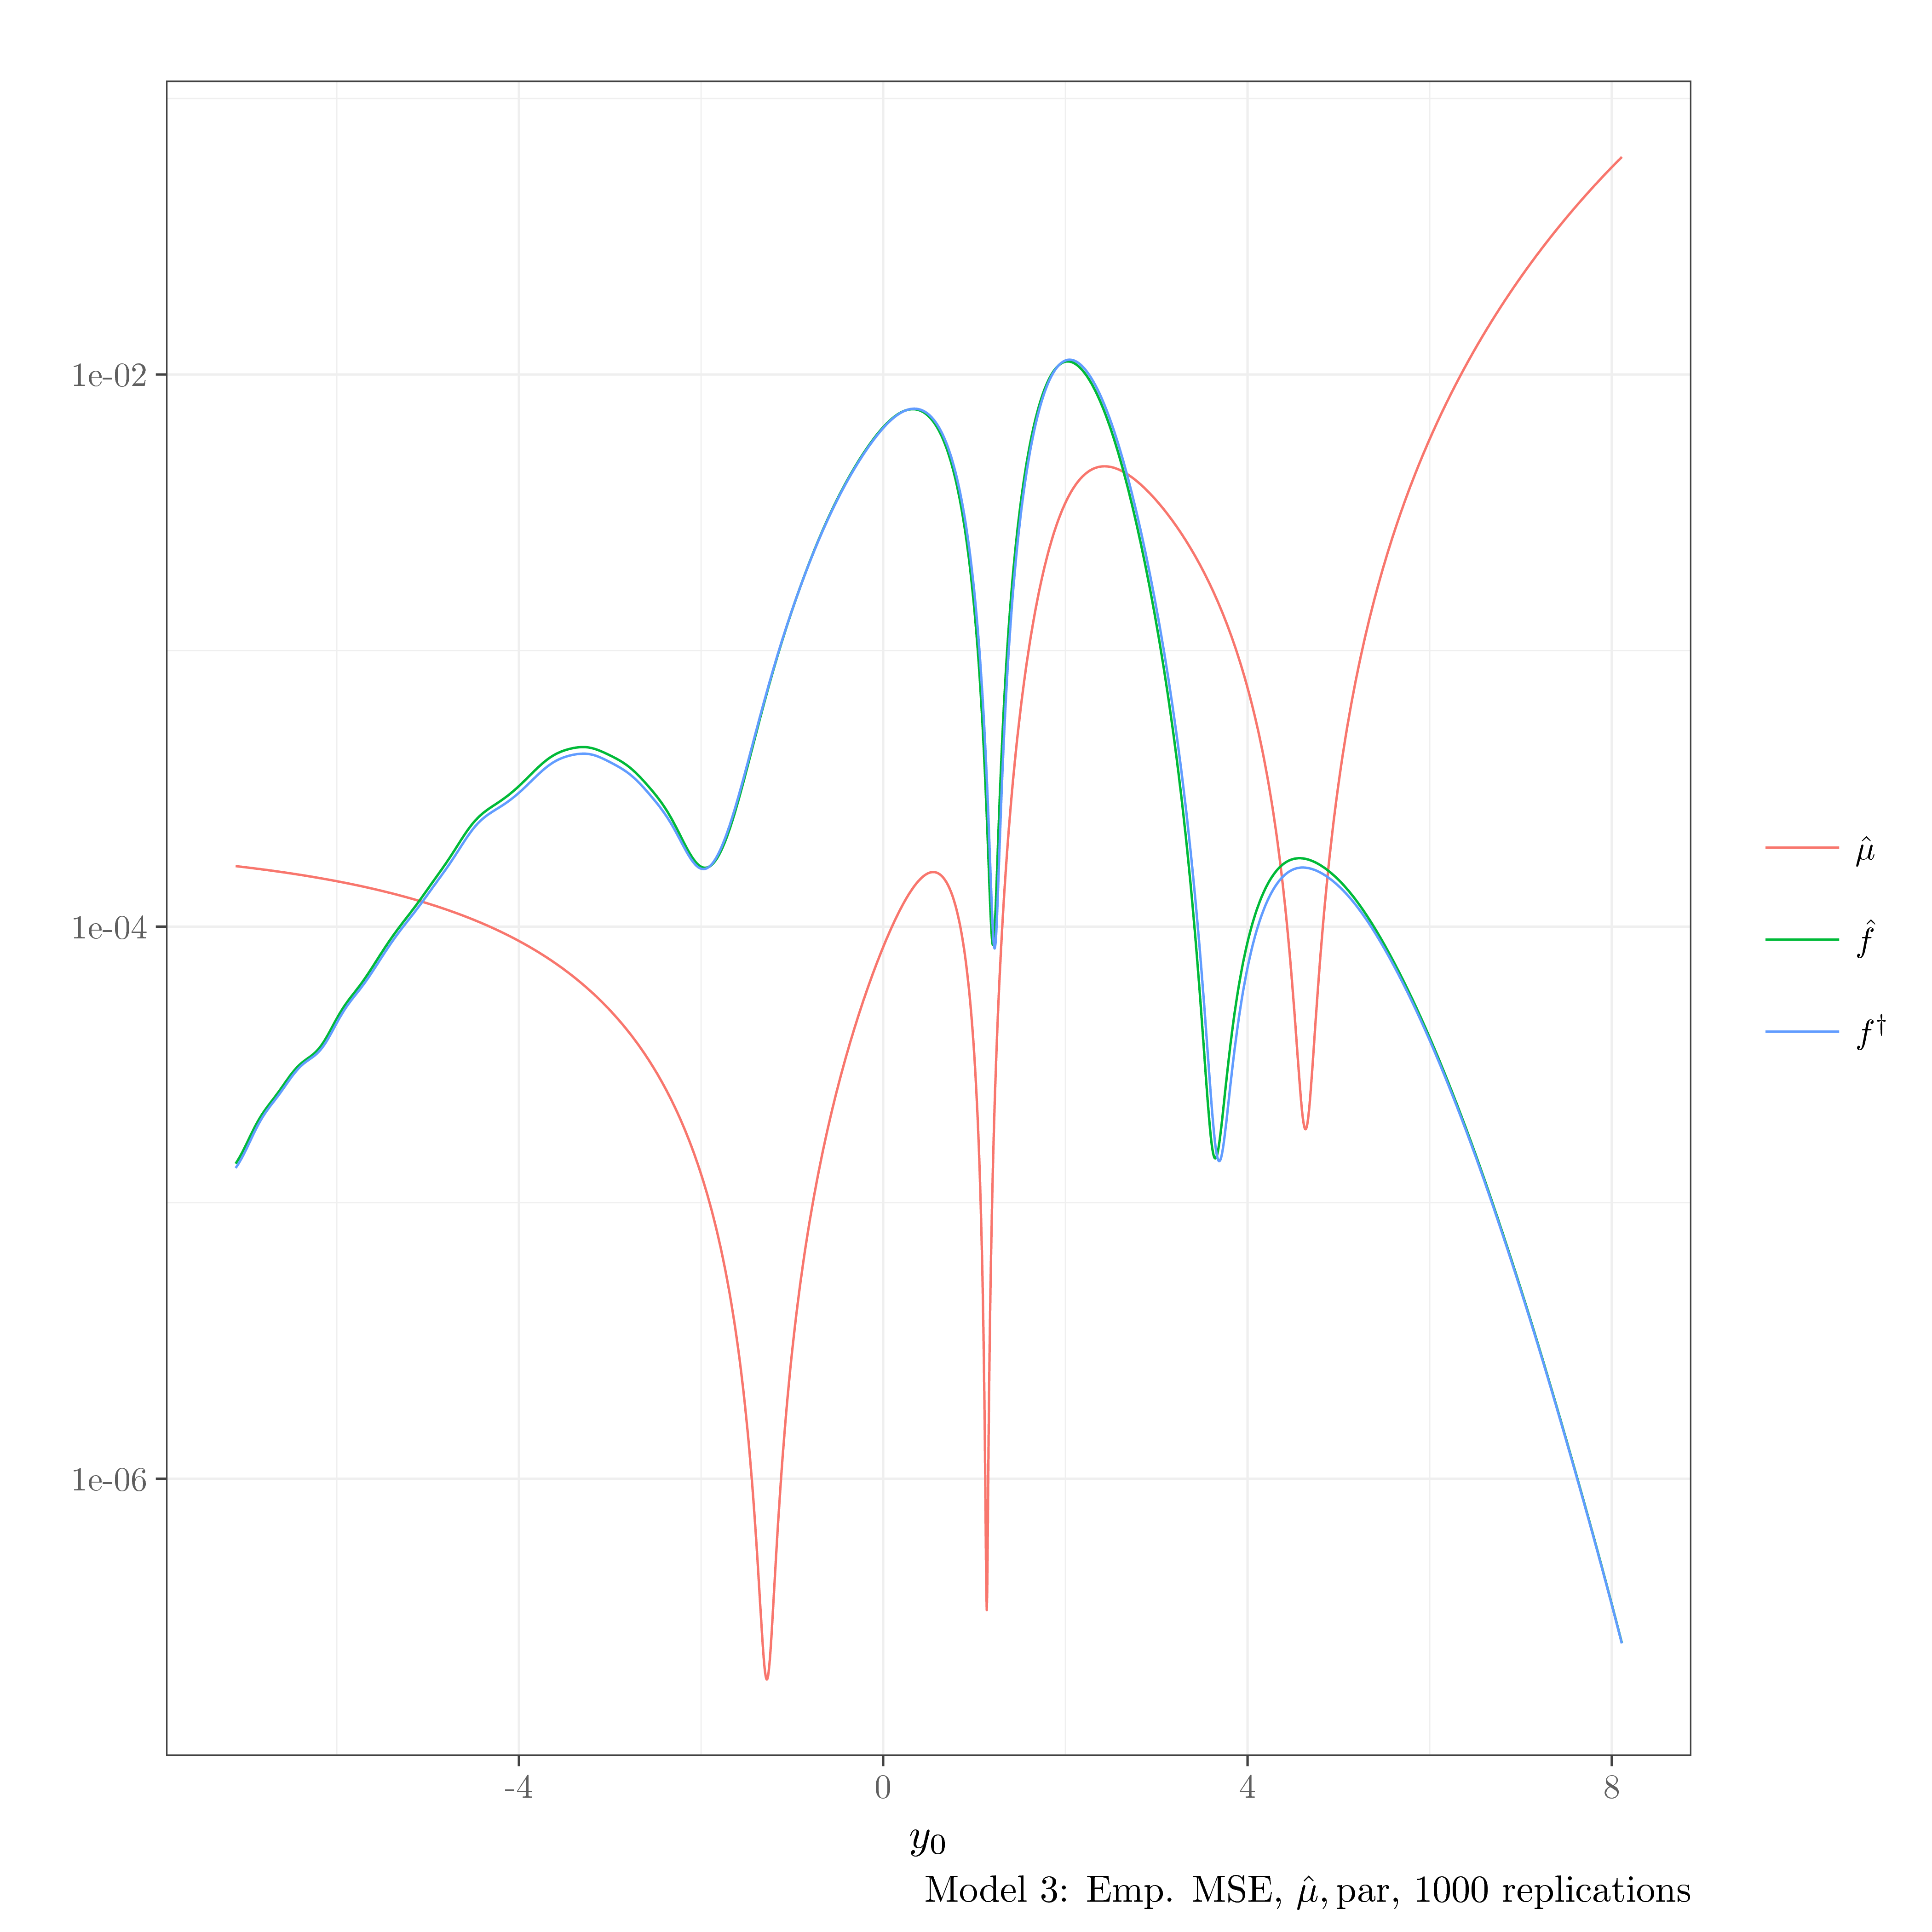 1e-02
1e-04
1e-06
-4 0 4 8
y₀
μ̂
f̂
f†
Model 3: Emp. MSE, μ̂, par, 1000 replications